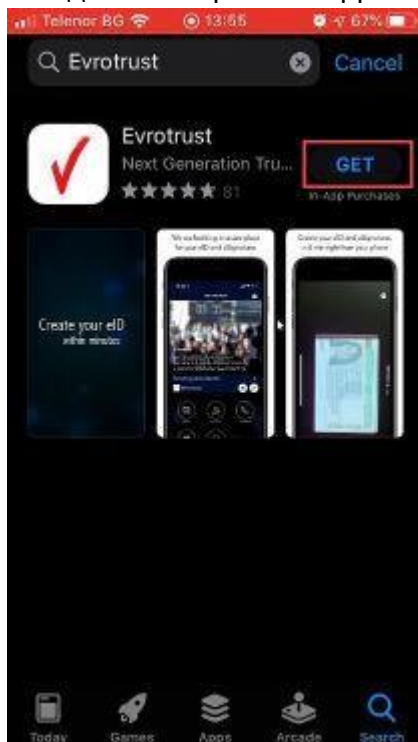 Telenor BG 13:55 67%
Evrotrust Cancel
Evrotrust
Next Generation Tru... GET
81 In-App Purchases
Create your eID
within minutes
Today Games Apps Arcade Search